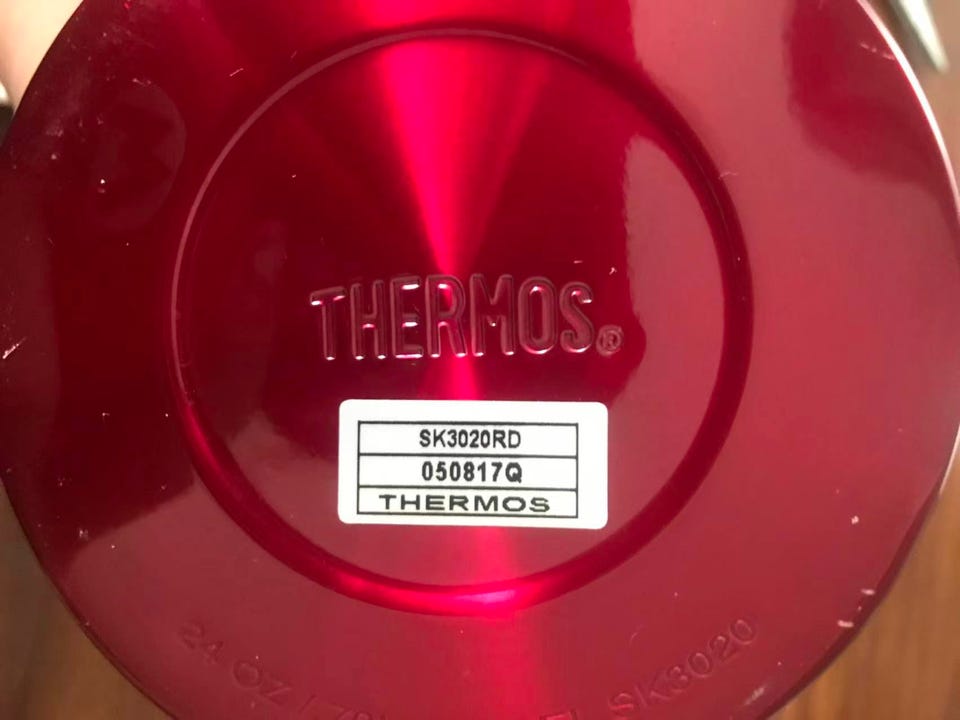 THERMOS®
SK3020RD
050817Q
THERMOS
24 OZ / SK3020